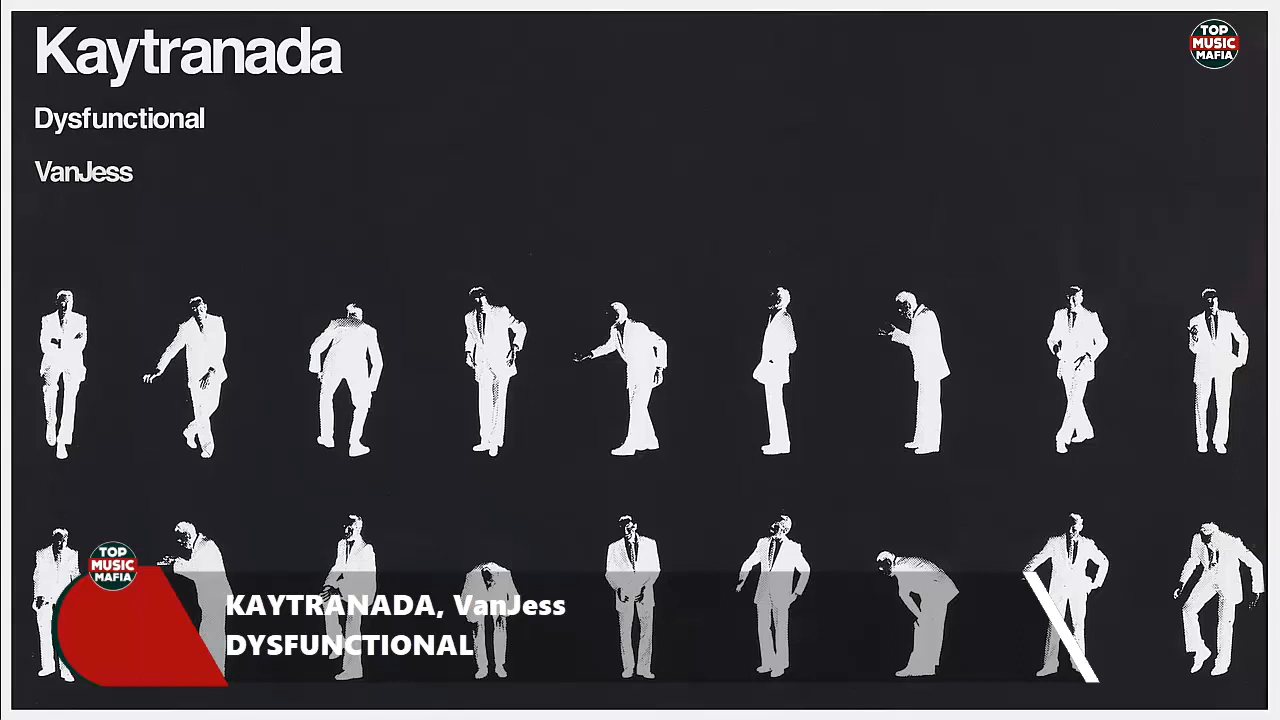 Kaytranada
TOP
MUSIC
MAFIA
Dysfunctional
VanJess
TOP
MUSIC
MAFIA
KAYTRANADA, VanJess
DYSFUNCTIONAL